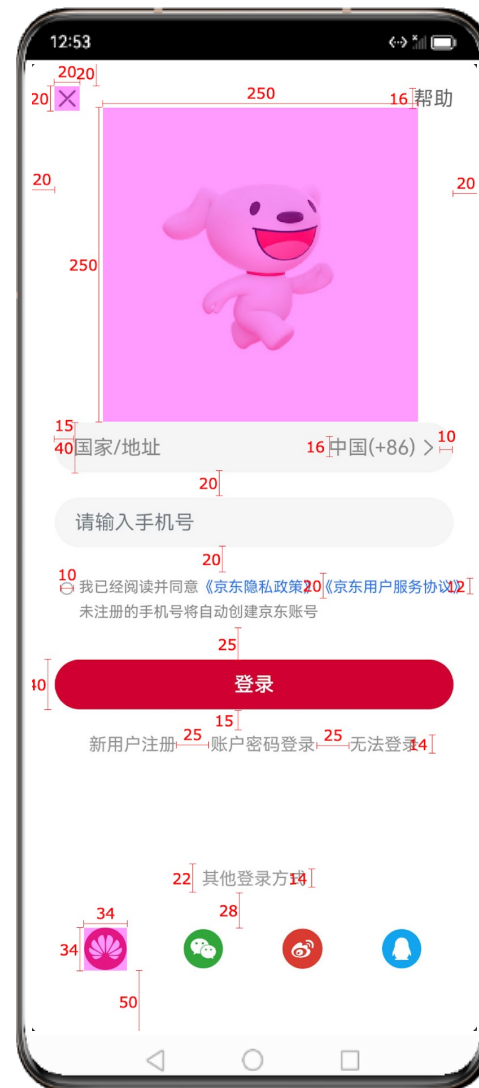 12:53
20 20
20 帮助
250
16
20
20
250
15
40 国家/地址 16 中国(+86) 10
20
请输入手机号
20
10 我已经阅读并同意《京东隐私政策》20《京东用户服务协议》12
未注册的手机号将自动创建京东账号
25
40 登录
15
新用户注册 25 账户密码登录 25 无法登录 14
22 其他登录方式 14
28
34
34
50